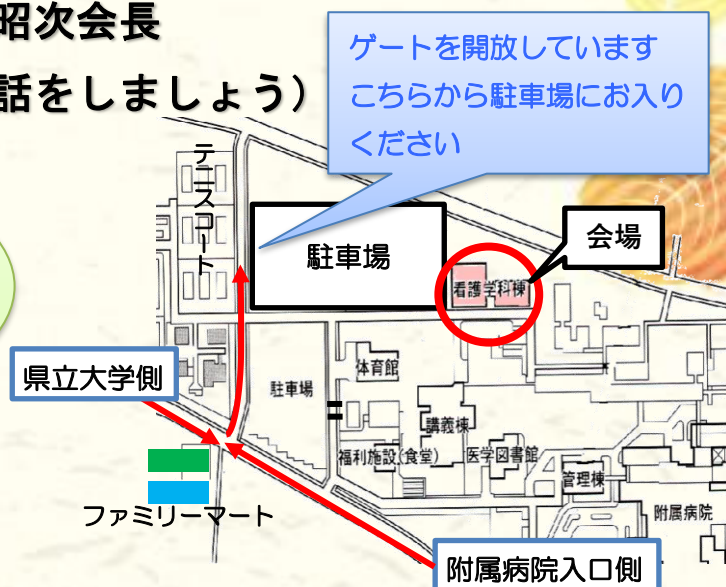 昭次会長
話をしましょう）
ゲートを開放しています
こちらから駐車場にお入り
ください
テニスコート
駐車場
会場
看護学科棟
県立大学側
駐車場
体育館
講義棟
福利施設(食堂)
医学図書館
管理棟
ファミリーマート
附属病院
附属病院入口側